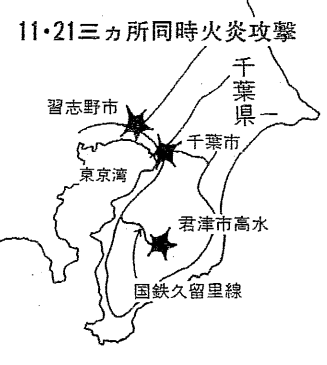 11・21三ヵ所同時火炎攻撃
千葉県
習志野市
千葉市
東京湾
君津市高水
国鉄久留里線